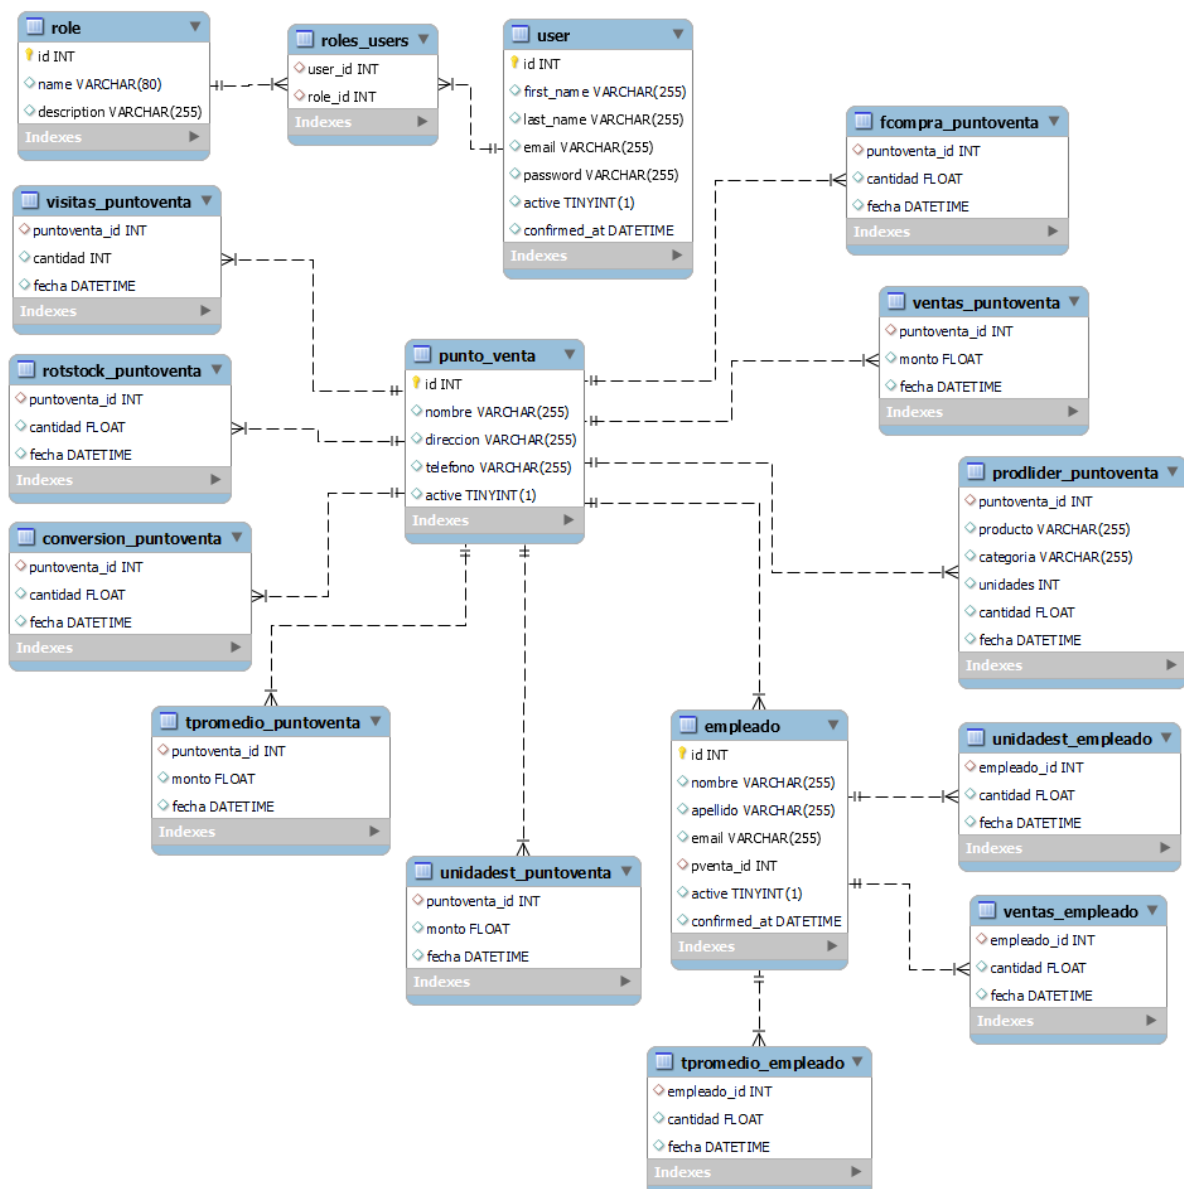 role
id INT
name VARCHAR(80)
description VARCHAR(255)
Indexes
roles_users
user_id INT
role_id INT
Indexes
user
id INT
first_name VARCHAR(255)
last_name VARCHAR(255)
email VARCHAR(255)
password VARCHAR(255)
active TINYINT(1)
confirmed_at DATETIME
Indexes
fcompra_puntoventa
puntoventa_id INT
cantidad FLOAT
fecha DATETIME
Indexes
visitas_puntoventa
puntoventa_id INT
cantidad INT
fecha DATETIME
Indexes
ventas_puntoventa
puntoventa_id INT
monto FLOAT
fecha DATETIME
Indexes
punto_venta
id INT
nombre VARCHAR(255)
direccion VARCHAR(255)
telefono VARCHAR(255)
active TINYINT(1)
Indexes
rotstock_puntoventa
puntoventa_id INT
cantidad FLOAT
fecha DATETIME
Indexes
prodlider_puntoventa
puntoventa_id INT
producto VARCHAR(255)
categoria VARCHAR(255)
unidades INT
cantidad FLOAT
fecha DATETIME
Indexes
conversion_puntoventa
puntoventa_id INT
cantidad FLOAT
fecha DATETIME
Indexes
tpromedio_puntoventa
puntoventa_id INT
monto FLOAT
fecha DATETIME
Indexes
empleado
id INT
nombre VARCHAR(255)
apellido VARCHAR(255)
email VARCHAR(255)
pventa_id INT
active TINYINT(1)
confirmed_at DATETIME
Indexes
unidadest_empleado
empleado_id INT
cantidad FLOAT
fecha DATETIME
Indexes
unidadest_puntoventa
puntoventa_id INT
monto FLOAT
fecha DATETIME
Indexes
ventas_empleado
empleado_id INT
cantidad FLOAT
fecha DATETIME
Indexes
tpromedio_empleado
empleado_id INT
cantidad FLOAT
fecha DATETIME
Indexes